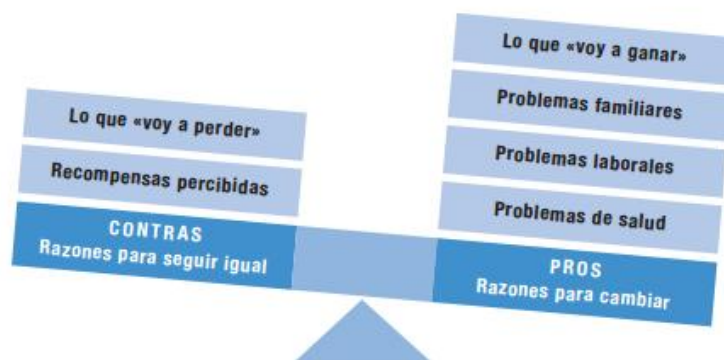 Lo que «voy a perder»
Recompensas percibidas
CONTRAS
Razones para seguir igual
Lo que «voy a ganar»
Problemas familiares
Problemas laborales
Problemas de salud
PROS
Razones para cambiar